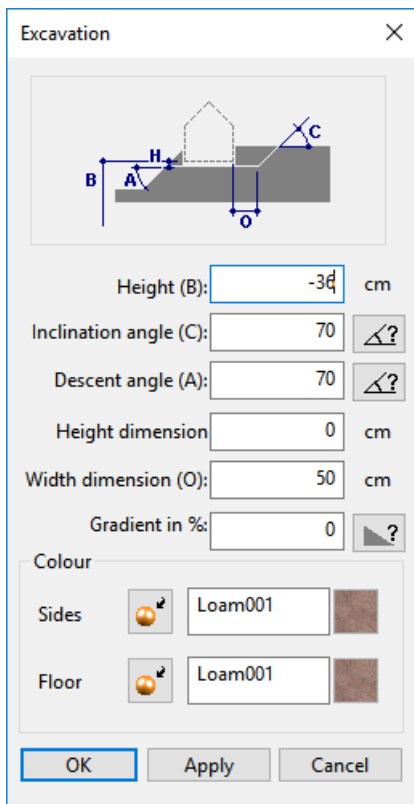 Excavation
C
H
B
A
O
Height (B): -36 cm
Inclination angle (C): 70 ?
Descent angle (A): 70 ?
Height dimension 0 cm
Width dimension (O): 50 cm
Gradient in %: 0 ?
Colour
Sides Loam001
Floor Loam001
OK Apply Cancel